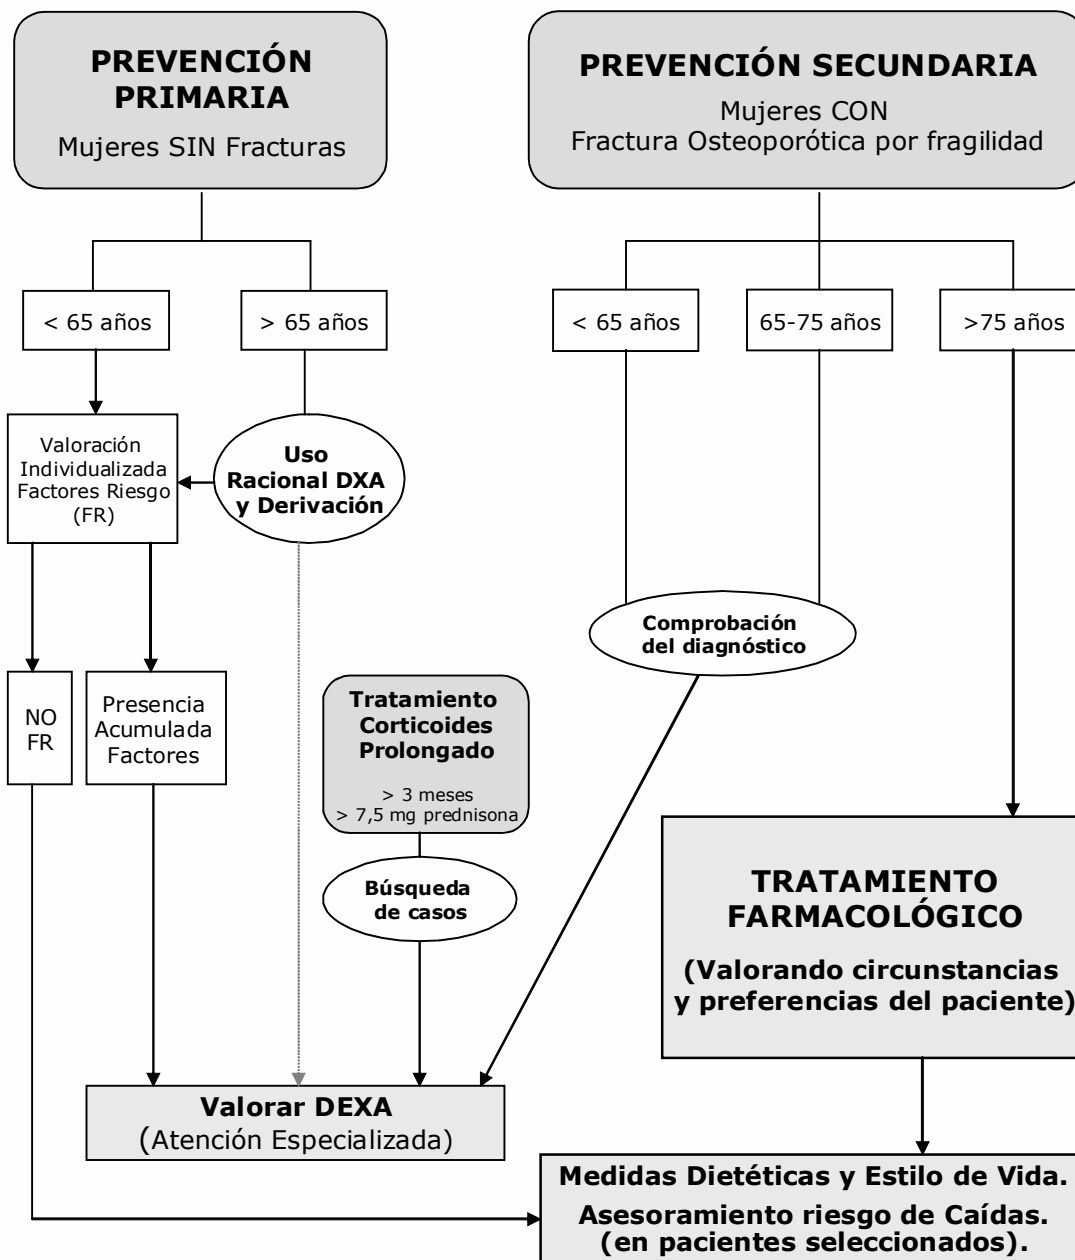 PREVENCIÓN
PRIMARIA
Mujeres SIN Fracturas
PREVENCIÓN SECUNDARIA
Mujeres CON
Fractura Osteoporótica por fragilidad
< 65 años
> 65 años
< 65 años
65-75 años
>75 años
Valoración
Individualizada
Factores Riesgo
(FR)
Uso
Racional DXA
y Derivación
Comprobación
del diagnóstico
NO
FR
Presencia
Acumulada
Factores
Tratamiento
Corticoides
Prolongado
> 3 meses
> 7,5 mg prednisona
Búsqueda
de casos
TRATAMIENTO
FARMACOLÓGICO
(Valorando circunstancias
y preferencias del paciente)
Valorar DEXA
(Atención Especializada)
Medidas Dietéticas y Estilo de Vida.
Asesoramiento riesgo de Caídas.
(en pacientes seleccionados).